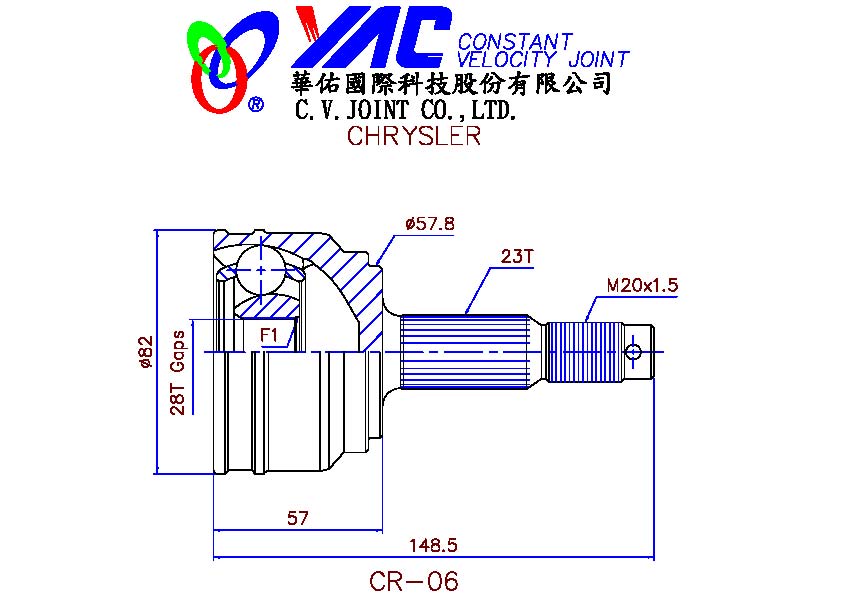 YAC CONSTANT
VELOCITY JOINT
®
華佑國際科技股份有限公司
C.V.JOINT CO.,LTD.
CHRYSLER
ø57.8
23T
M20x1.5
F1
ø82
28T Gaps
57
148.5
CR-06